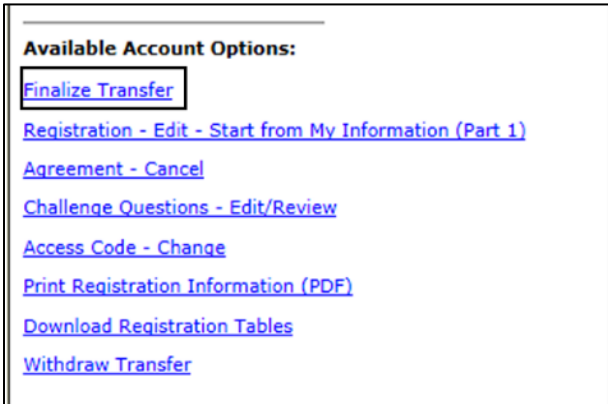 Available Account Options:
Finalize Transfer
Registration - Edit - Start from My Information (Part 1)
Agreement - Cancel
Challenge Questions - Edit/Review
Access Code - Change
Print Registration Information (PDF)
Download Registration Tables
Withdraw Transfer